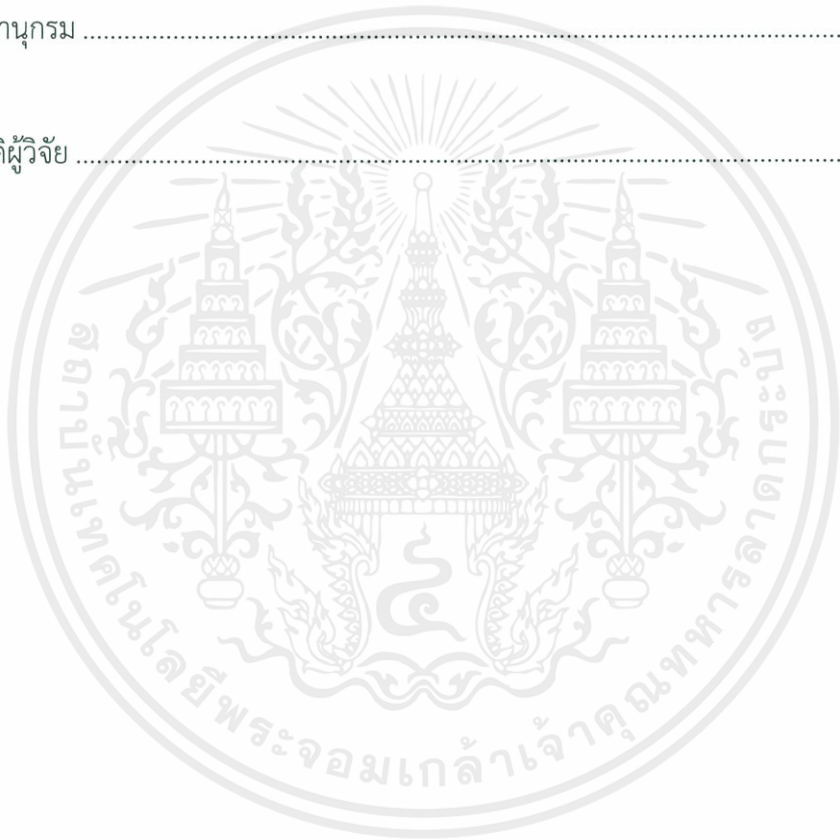 านุกรม ........................................................................................................
ติผู้วิจัย ........................................................................................................
สถาบันเทคโนโลยีพระจอมเกล้าเจ้าคุณทหารลาดกระบัง
๔